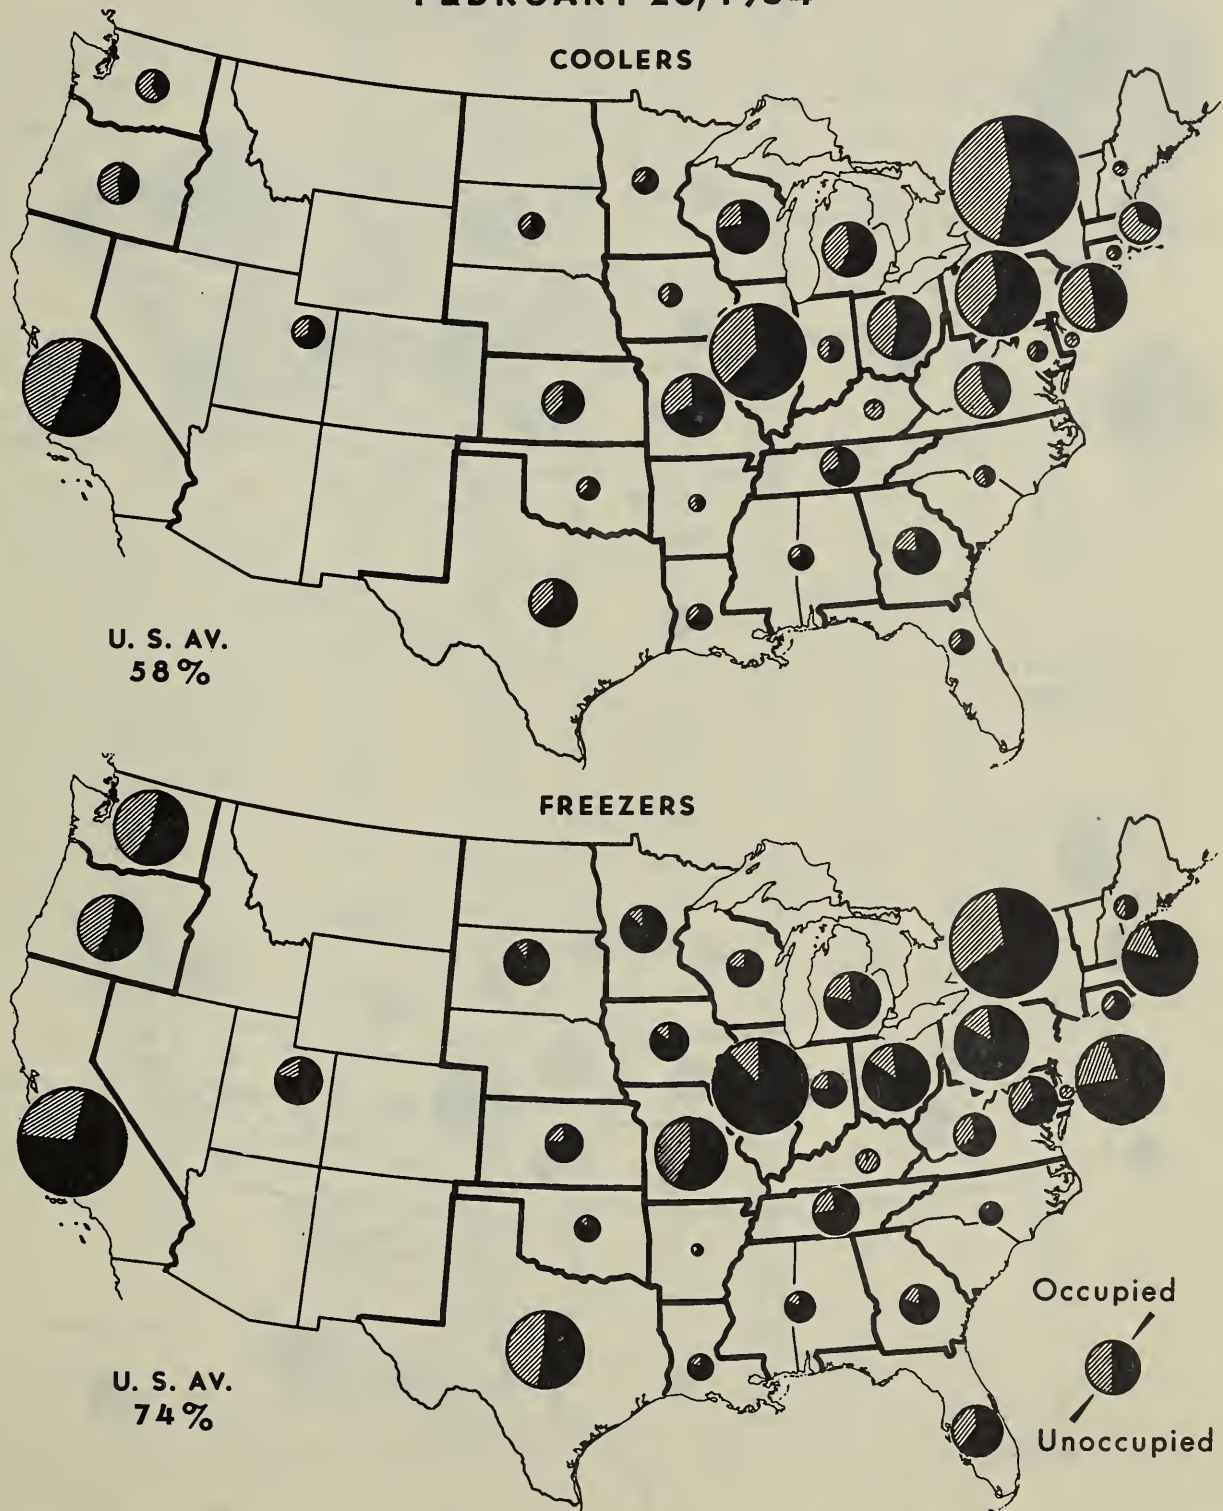 COOLERS
U. S. AV.
58%
FREEZERS
Occupied
U. S. AV.
74%
Unoccupied